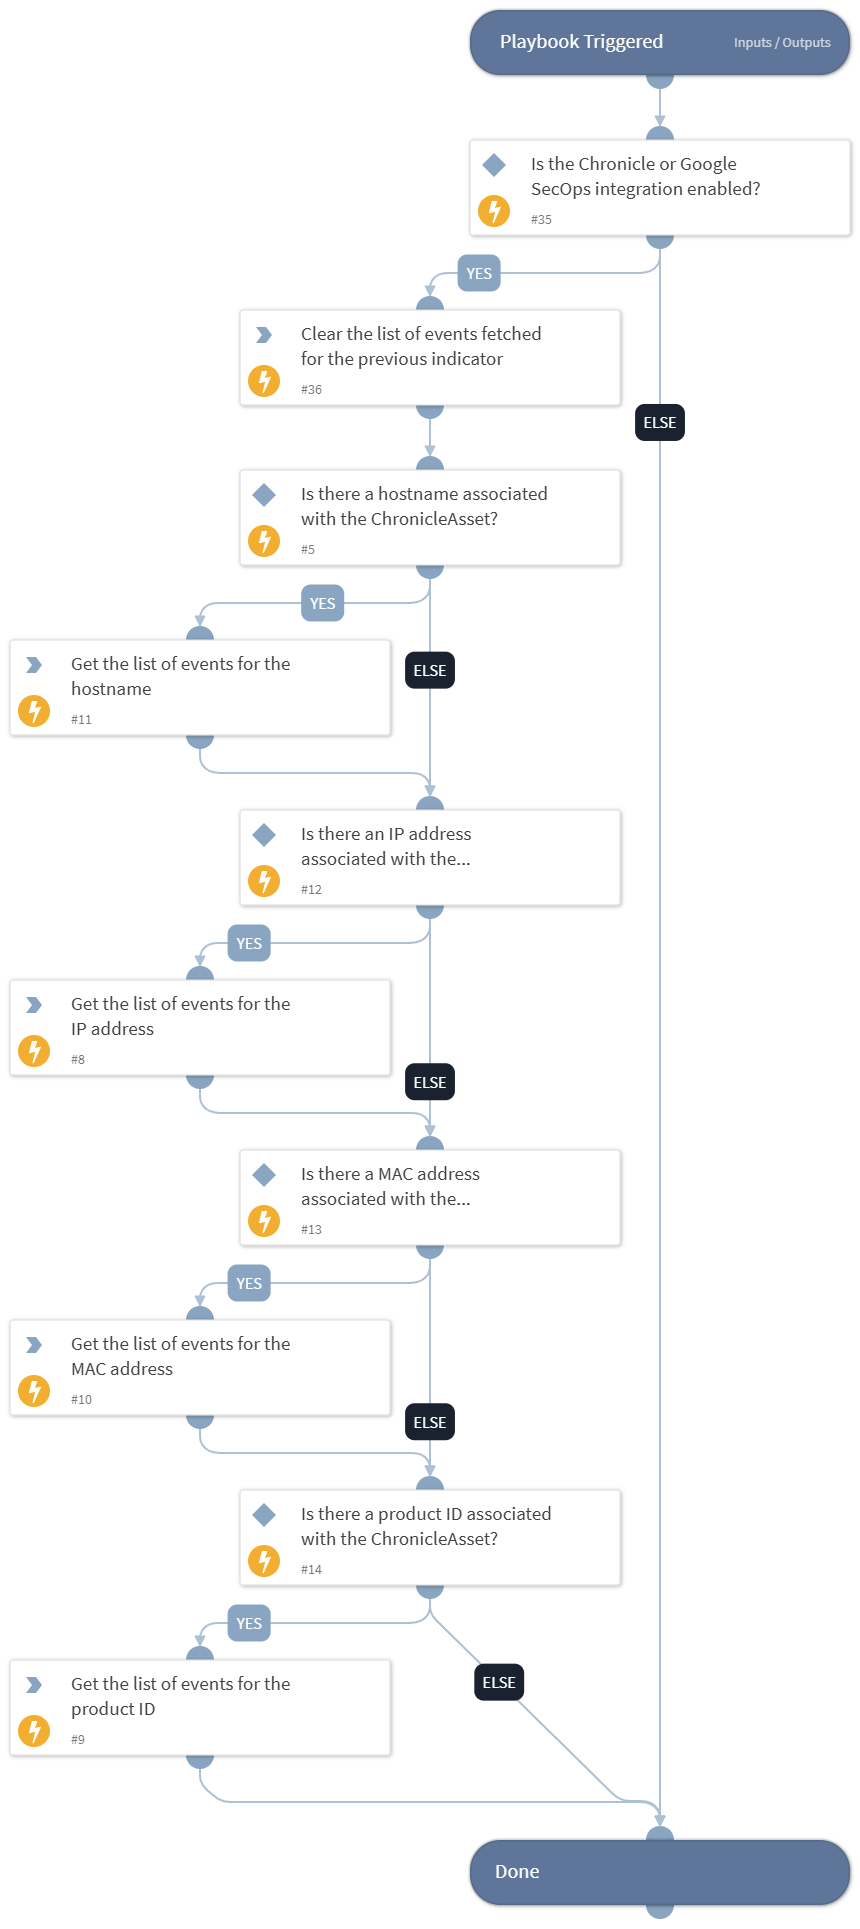 Playbook Triggered
Inputs / Outputs
Is the Chronicle or Google
SecOps integration enabled?
#35
YES
Clear the list of events fetched
for the previous indicator
#36
ELSE
Is there a hostname associated
with the ChronicleAsset?
#5
YES
Get the list of events for the
hostname
#11
ELSE
Is there an IP address
associated with the...
#12
YES
Get the list of events for the
IP address
#8
ELSE
Is there a MAC address
associated with the...
#13
YES
Get the list of events for the
MAC address
#10
ELSE
Is there a product ID associated
with the ChronicleAsset?
#14
YES
Get the list of events for the
product ID
#9
ELSE
Done